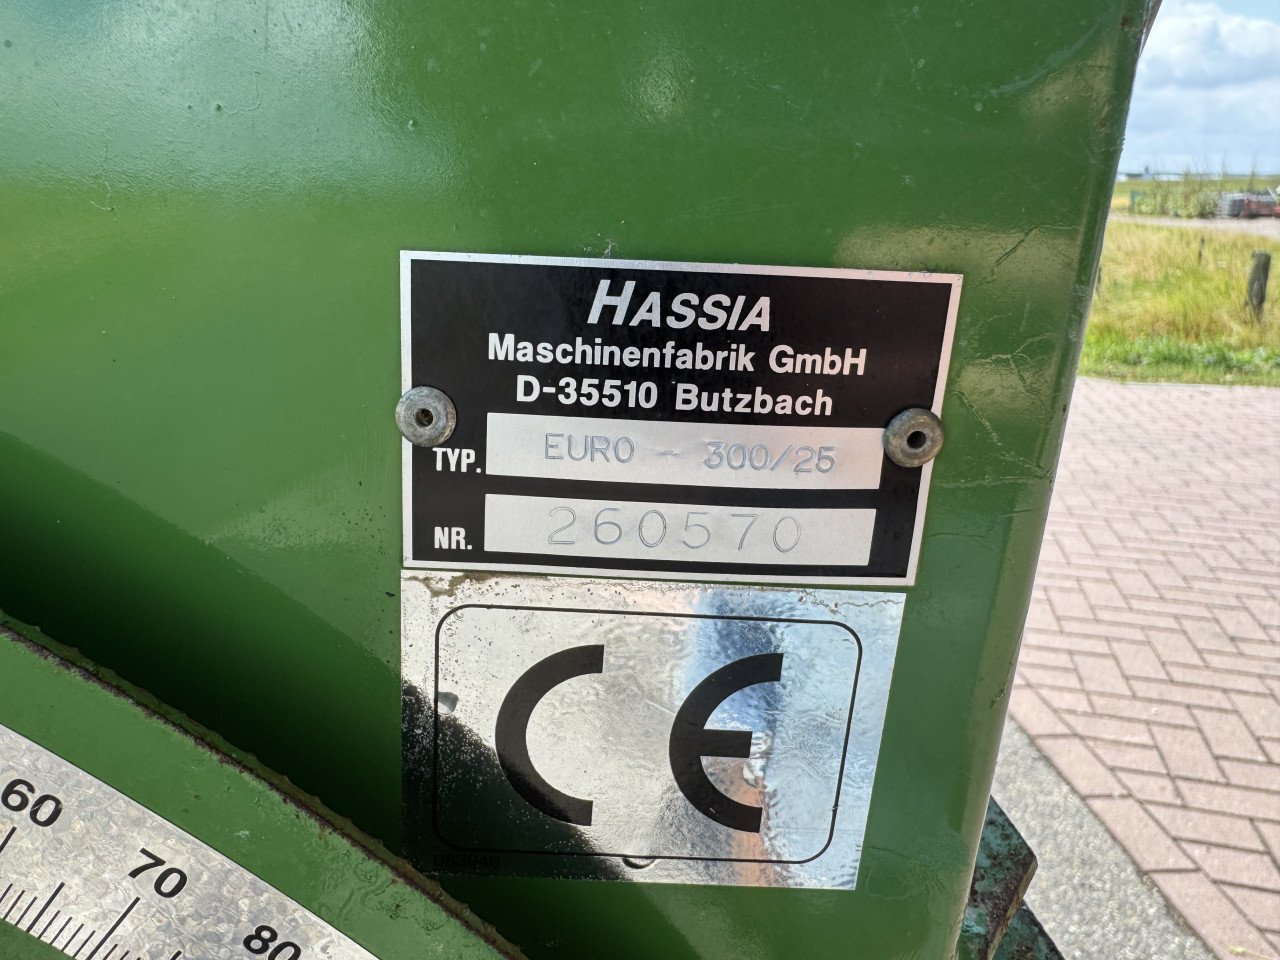 HASSIA
Maschinenfabrik GmbH
D-35510 Butzbach
TYP. EURO - 300/25
NR. 260570
CE
60
70
80